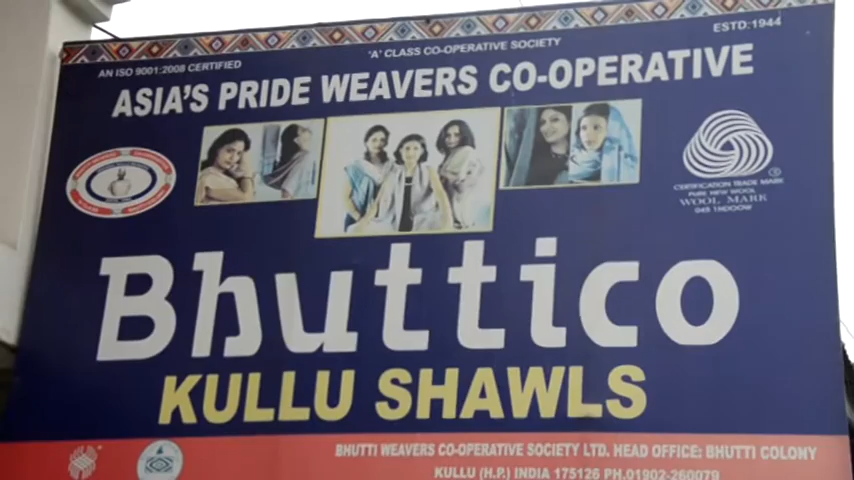 ESTD.1944
'A' CLASS CO-OPERATIVE SOCIETY
AN ISO 9001:2008 CERTIFIED
ASIA'S PRIDE WEAVERS CO-OPERATIVE
CERTIFICATION TRADE MARK
PURE NEW WOOL
WOOL MARK
Bhuttico
KULLU SHAWLS
BHUTTI WEAVERS CO-OPERATIVE SOCIETY LTD. HEAD OFFICE: BHUTTI COLONY
KULLU (H.P.) INDIA 175126 PH.01902-260079